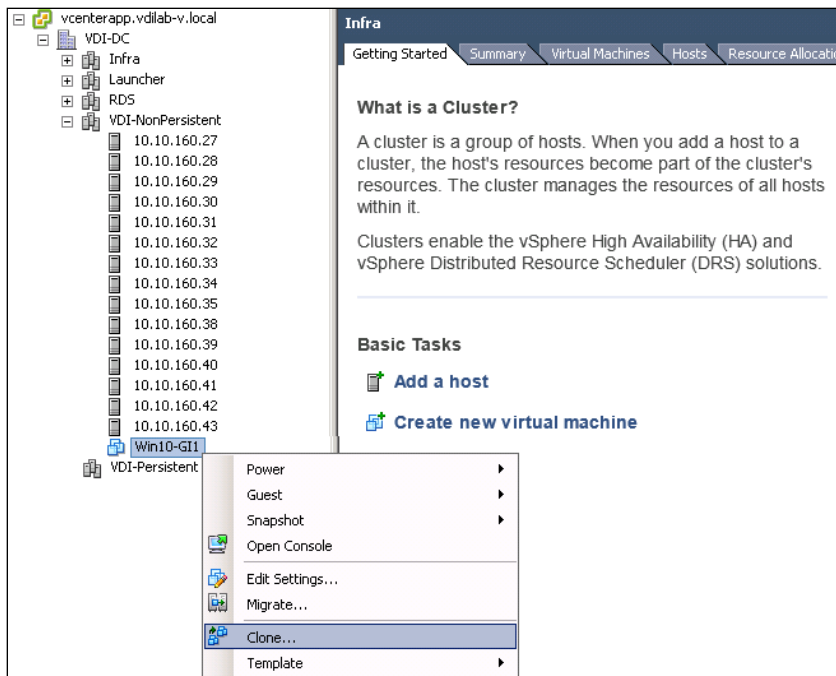 vcenterapp.vdilab-v.local
VDI-DC
Infra
Launcher
RDS
VDI-NonPersistent
10.10.160.27
10.10.160.28
10.10.160.29
10.10.160.30
10.10.160.31
10.10.160.32
10.10.160.33
10.10.160.34
10.10.160.35
10.10.160.38
10.10.160.39
10.10.160.40
10.10.160.41
10.10.160.42
10.10.160.43
Win10-GI1
VDI-Persistent
Power
Guest
Snapshot
Open Console
Edit Settings...
Migrate...
Clone...
Template
Infra
Getting Started Summary Virtual Machines Hosts Resource Allocatio
What is a Cluster?
A cluster is a group of hosts. When you add a host to a
cluster, the host's resources become part of the cluster's
resources. The cluster manages the resources of all hosts
within it.
Clusters enable the vSphere High Availability (HA) and
vSphere Distributed Resource Scheduler (DRS) solutions.
Basic Tasks
Add a host
Create new virtual machine